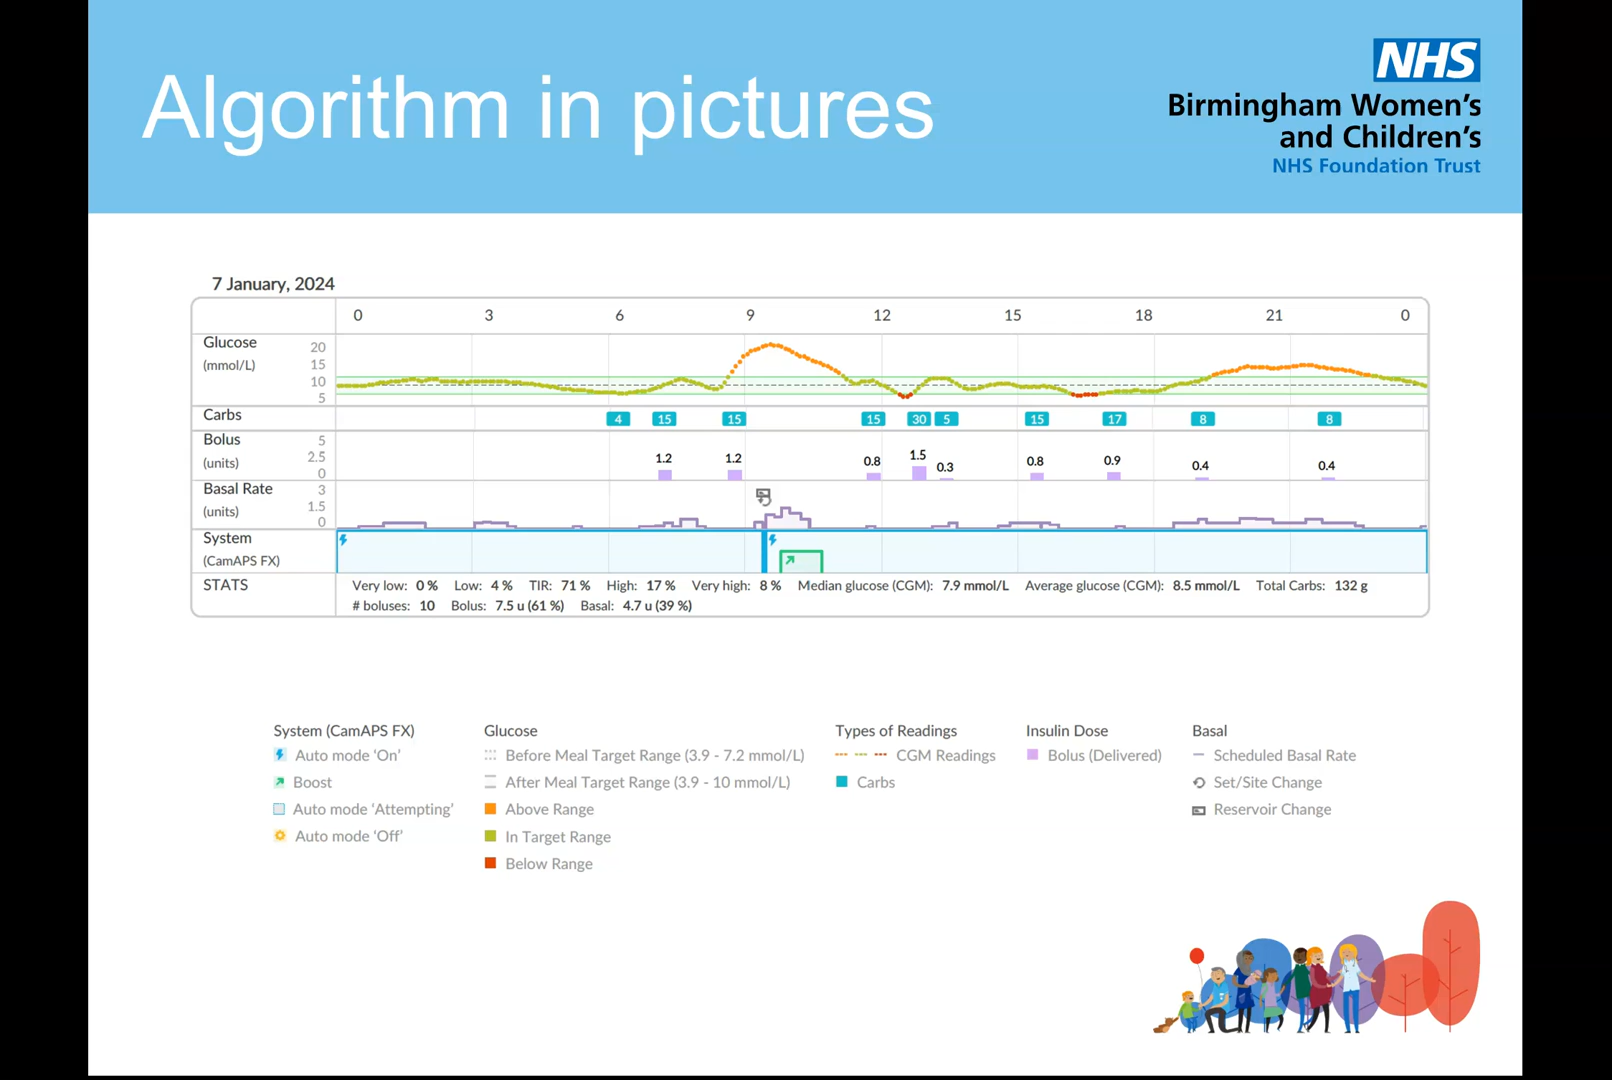 Algorithm in pictures
NHS
Birmingham Women's
and Children's
NHS Foundation Trust
7 January, 2024
0 3 6 9 12 15 18 21 0
Glucose
(mmol/L)
20
15
10
5
Carbs
4 15 15 15 30 5 15 17 8 8
Bolus
(units)
5
2.5
0
1.2 1.2 0.8 1.5 0.3 0.8 0.9 0.4 0.4
Basal Rate
(units)
3
1.5
0
System
(CamAPS FX)
STATS
Very low: 0 % Low: 4 % TIR: 71 % High: 17 % Very high: 8 % Median glucose (CGM): 7.9 mmol/L Average glucose (CGM): 8.5 mmol/L Total Carbs: 132 g
# boluses: 10 Bolus: 7.5 u (61 %) Basal: 4.7 u (39 %)
System (CamAPS FX)
Auto mode ‘On’
Boost
Auto mode ‘Attempting’
Auto mode ‘Off’
Glucose
Before Meal Target Range (3.9 - 7.2 mmol/L)
After Meal Target Range (3.9 - 10 mmol/L)
Above Range
In Target Range
Below Range
Types of Readings
CGM Readings
Carbs
Insulin Dose
Bolus (Delivered)
Basal
Scheduled Basal Rate
Set/Site Change
Reservoir Change